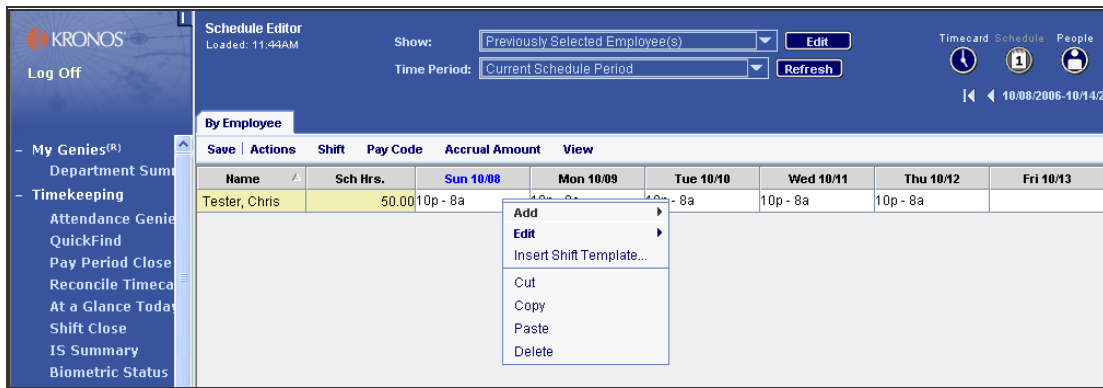 KRONOS
Log Off
Schedule Editor
Loaded: 11:44AM
Show: Previously Selected Employee(s) Edit
Time Period: Current Schedule Period Refresh
Timecard Schedule People
1
10/08/2006-10/14/2
By Employee
Save | Actions Shift Pay Code Accrual Amount View
Name Sch Hrs. Sun 10/08 Mon 10/09 Tue 10/10 Wed 10/11 Thu 10/12 Fri 10/13
Tester, Chris 50.00 10p - 8a - 8a 10p - 8a 10p - 8a
Add
Edit
Insert Shift Template...
Cut
Copy
Paste
Delete
– My Genies(R)
Department Sum
– Timekeeping
Attendance Genie
QuickFind
Pay Period Close
Reconcile Timeca
At a Glance Today
Shift Close
IS Summary
Biometric Status